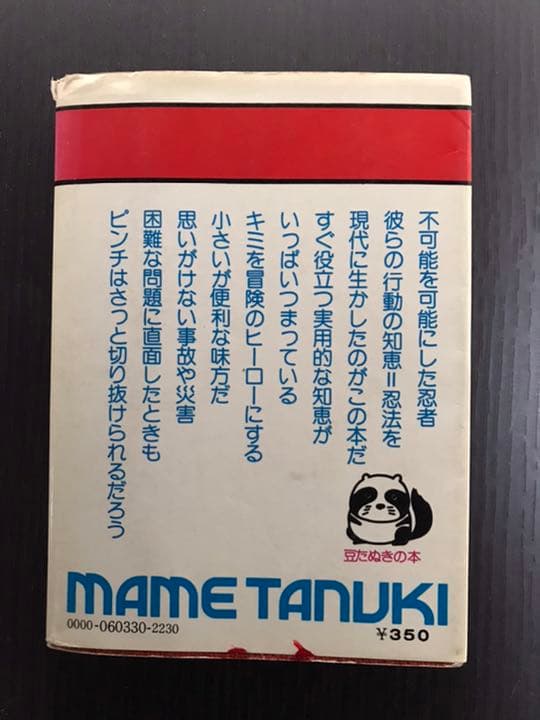 不可能を可能にした忍者
彼らの行動の知恵=忍法を
現代に生かしたのがこの本だ
すぐ役立つ実用的な知恵が
いっぱいつまっている
キミを冒険のヒーローにする
小さいが便利な味方だ
思いがけない事故や災害
困難な問題に直面したときも
ピンチはさっと切り抜けられるだろう
豆たぬきの本
MAME TANUKI
0000-060330-2230
¥350